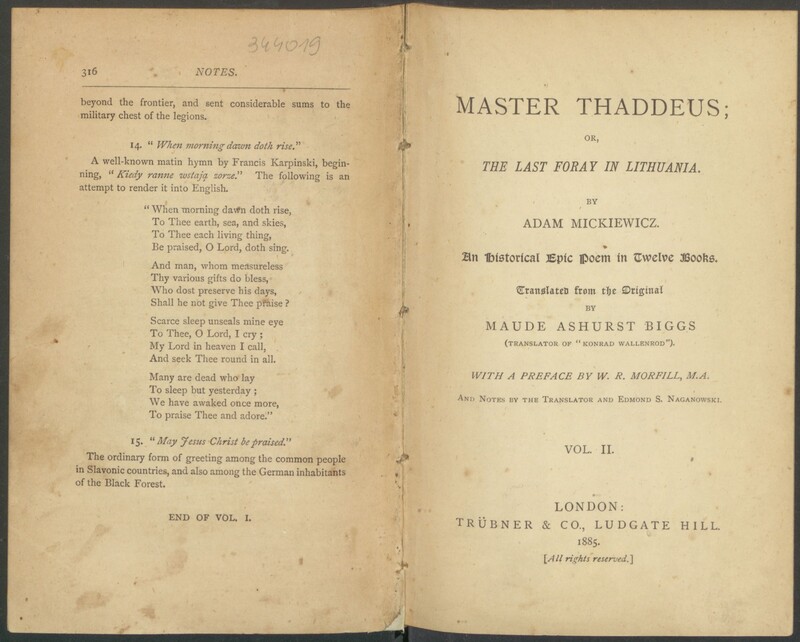 344019
316 NOTES.
beyond the frontier, and sent considerable sums to the
military chest of the legions.
14. " When morning dawn doth rise."
A well-known matin hymn by Francis Karpinski, begin-
ning, " Kiedy ranne wstają zorze." The following is an
attempt to render it into English.
" When morning dawn doth rise,
To Thee earth, sea, and skies,
To Thee each living thing,
Be praised, O Lord, doth sing.
And man, whom measureless
Thy various gifts do bless,
Who dost preserve his days,
Shall he not give Thee praise ?
Scarce sleep unseals mine eye
To Thee, O Lord, I cry ;
My Lord in heaven I call,
And seek Thee round in all.
Many are dead who lay
To sleep but yesterday ;
We have awaked once more,
To praise Thee and adore."
15. " May Jesus Christ be praised."
The ordinary form of greeting among the common people
in Slavonic countries, and also among the German inhabitants
of the Black Forest.
END OF VOL. I.
MASTER THADDEUS;
OR,
THE LAST FORAY IN LITHUANIA.
BY
ADAM MICKIEWICZ.
An Historical Epic Poem in Twelve Books.
Translated from the Original
BY
MAUDE ASHURST BIGGS
(TRANSLATOR OF "KONRAD WALLENROD").
WITH A PREFACE BY W. R. MORFILL, M.A.
AND NOTES BY THE TRANSLATOR AND EDMOND S. NAGANOWSKI.
VOL. II.
LONDON:
TRÜBNER & CO., LUDGATE HILL.
1885.
[All rights reserved.]